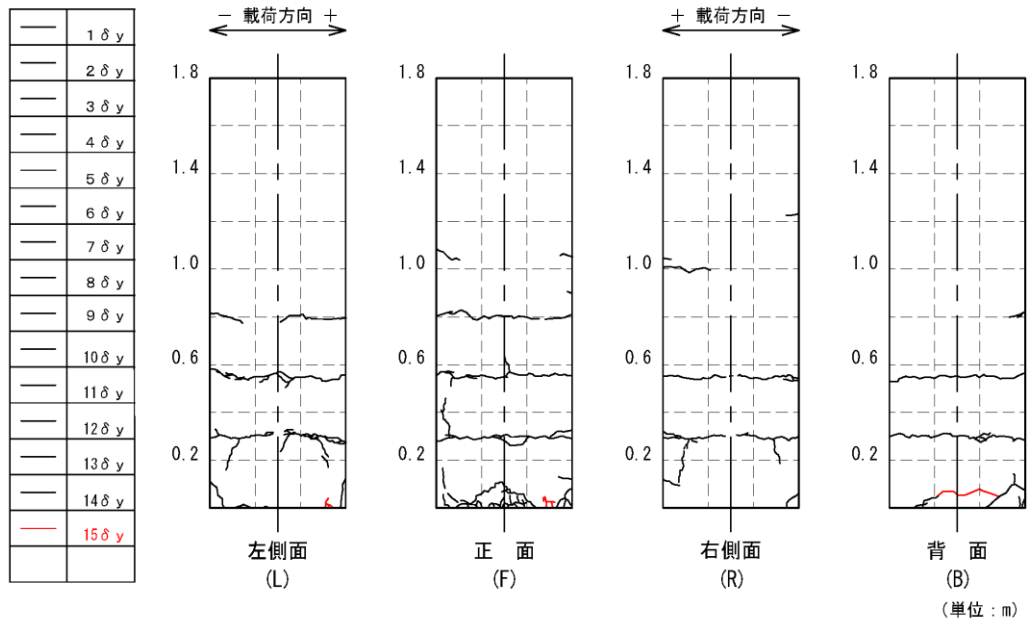 1δy
2δy
3δy
4δy
5δy
6δy
7δy
8δy
9δy
10δy
11δy
12δy
13δy
14δy
15δy
− 載荷方向 +
1.8
1.4
1.0
0.6
0.2
左側面
(L)
1.8
1.4
1.0
0.6
0.2
正 面
(F)
+ 載荷方向 −
1.8
1.4
1.0
0.6
0.2
右側面
(R)
1.8
1.4
1.0
0.6
0.2
背 面
(B)
(単位:m)